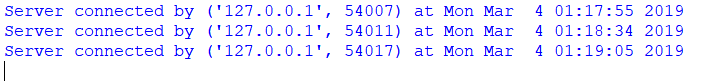 Server connected by ('127.0.0.1', 54007) at Mon Mar  4 01:17:55 2019
Server connected by ('127.0.0.1', 54011) at Mon Mar  4 01:18:34 2019
Server connected by ('127.0.0.1', 54017) at Mon Mar  4 01:19:05 2019